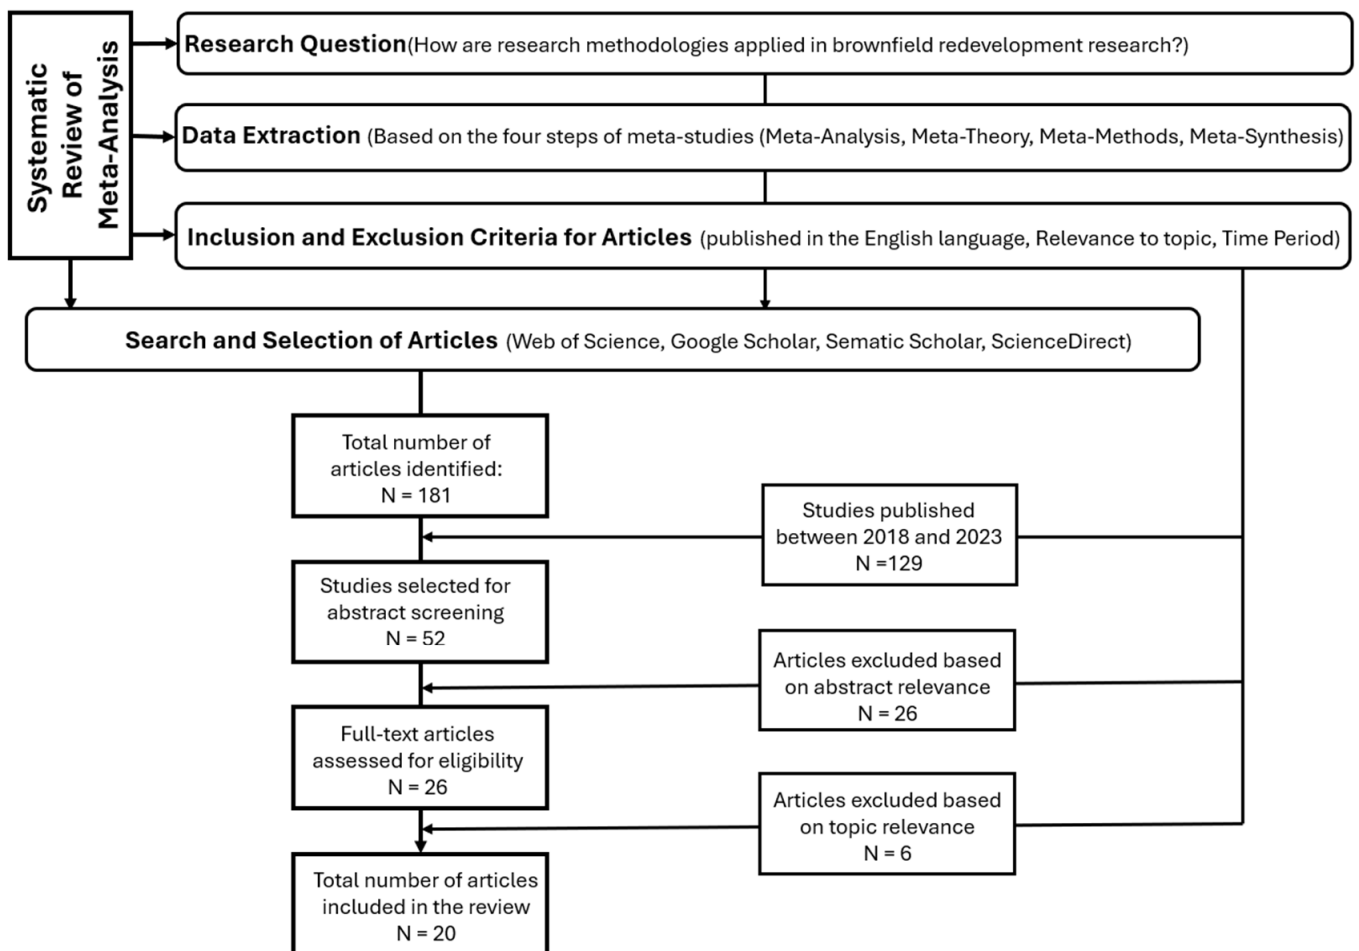 Systematic
Review of
Meta-Analysis
Research Question(How are research methodologies applied in brownfield redevelopment research?)
Data Extraction (Based on the four steps of meta-studies (Meta-Analysis, Meta-Theory, Meta-Methods, Meta-Synthesis)
Inclusion and Exclusion Criteria for Articles (published in the English language, Relevance to topic, Time Period)
Search and Selection of Articles (Web of Science, Google Scholar, Sematic Scholar, ScienceDirect)
Total number of
articles identified:
N = 181
Studies published
between 2018 and 2023
N =129
Studies selected for
abstract screening
N = 52
Articles excluded based
on abstract relevance
N = 26
Full-text articles
assessed for eligibility
N = 26
Articles excluded based
on topic relevance
N = 6
Total number of articles
included in the review
N = 20